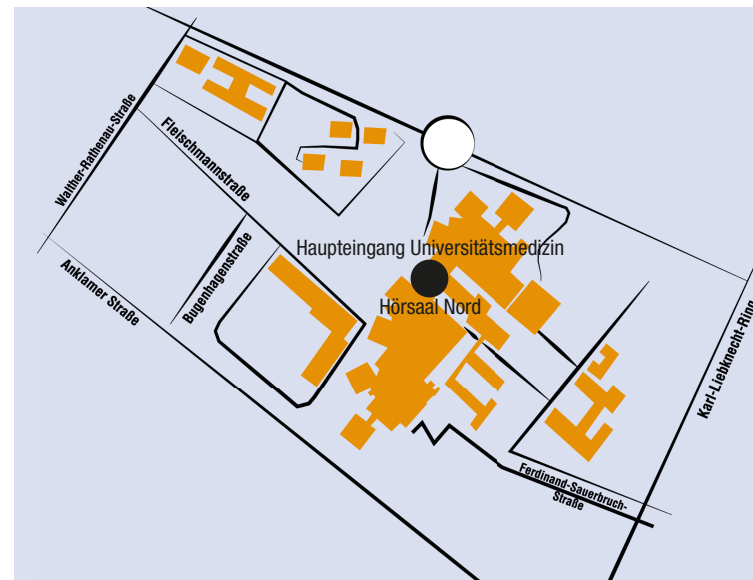 Walther-Rathenau-Straße
Fleischmannstraße
Haupteingang Universitätsmedizin
Bugenhagenstraße
Anklamer Straße
Hörsaal Nord
Karl-Liebknecht-Ring
Ferdinand-Sauerbruch-
Straße